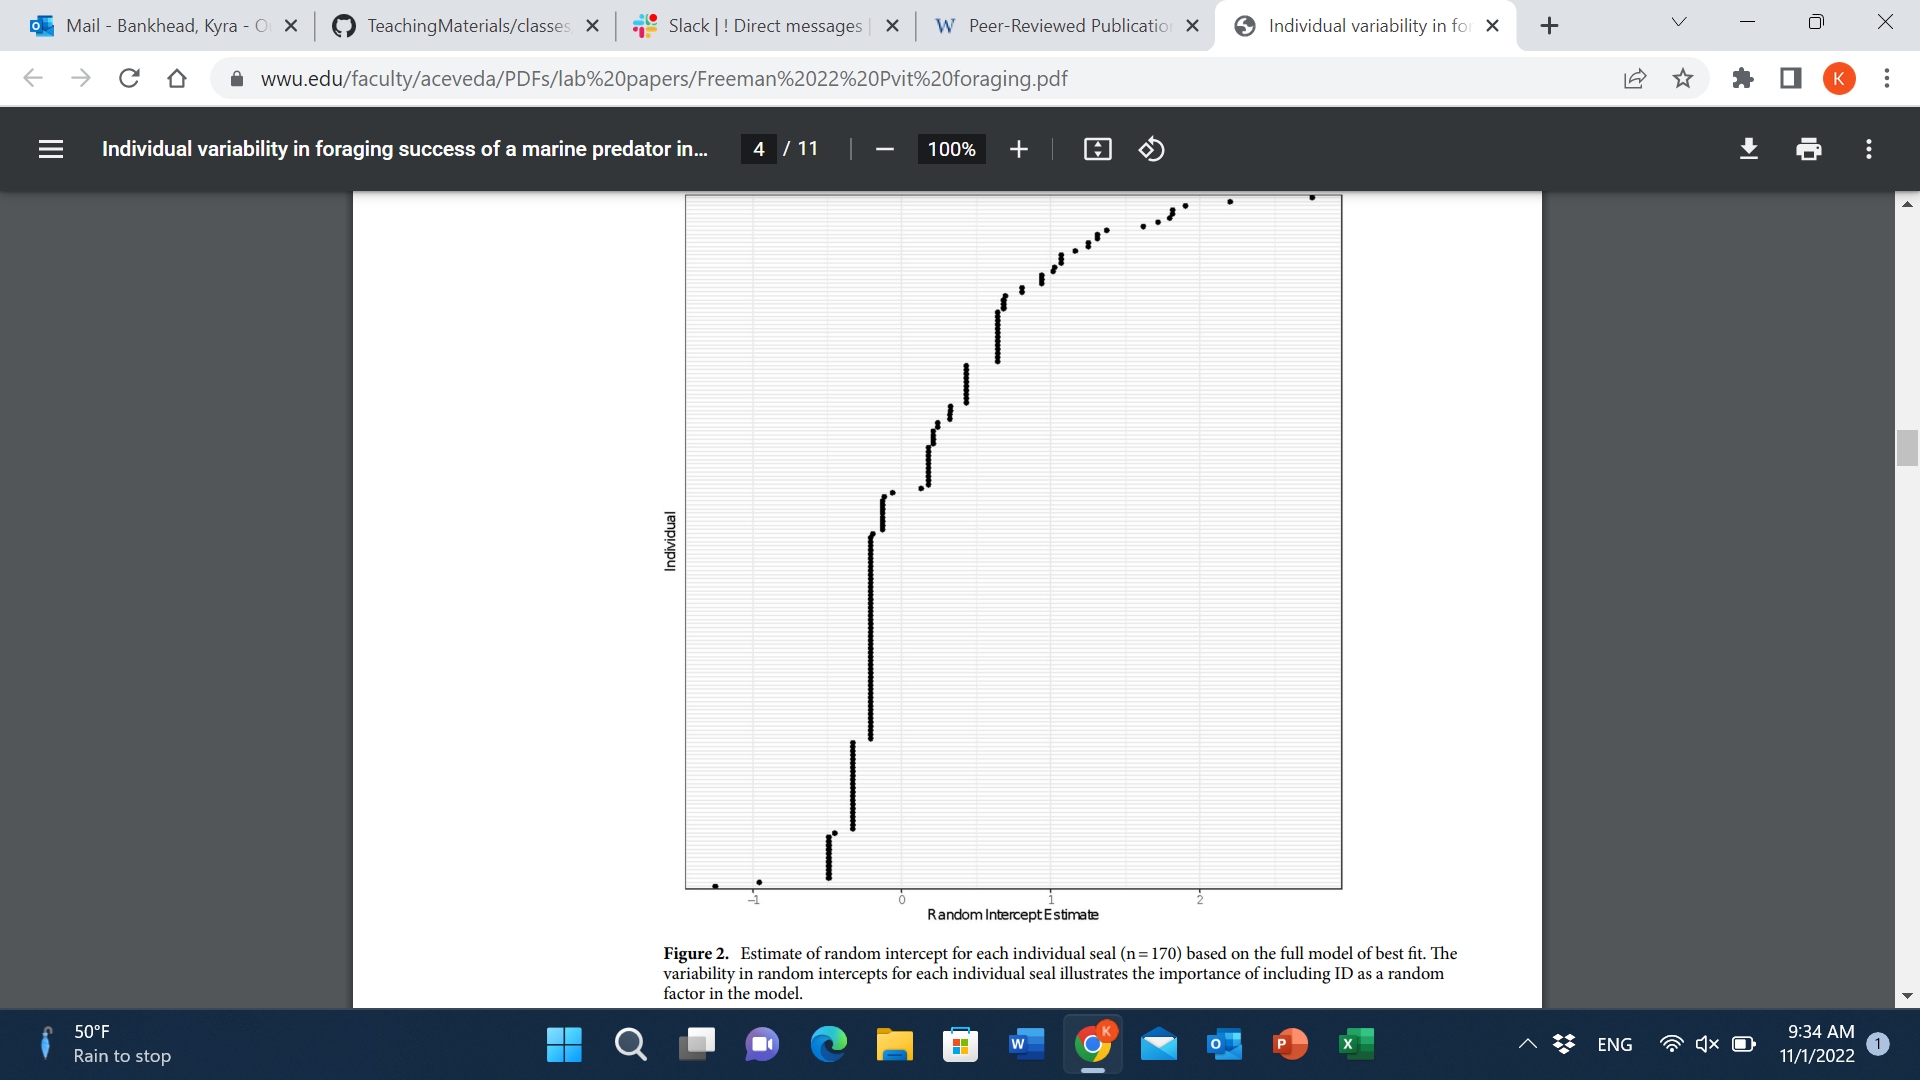 Mail - Bankhead, Kyra - O
TeachingMaterials/classes
Slack | ! Direct messages |
Peer-Reviewed Publication
Individual variability in for
wwu.edu/faculty/aceveda/PDFs/lab%20papers/Freeman%2022%20Pvit%20foraging.pdf
K
Individual variability in foraging success of a marine predator in...
4 / 11
100%
Individual
-1 0 1 2
Random Intercept Estimate
Figure 2. Estimate of random intercept for each individual seal (n = 170) based on the full model of best fit. The
variability in random intercepts for each individual seal illustrates the importance of including ID as a random
factor in the model.
50°F
Rain to stop
ENG
9:34 AM
11/1/2022
1